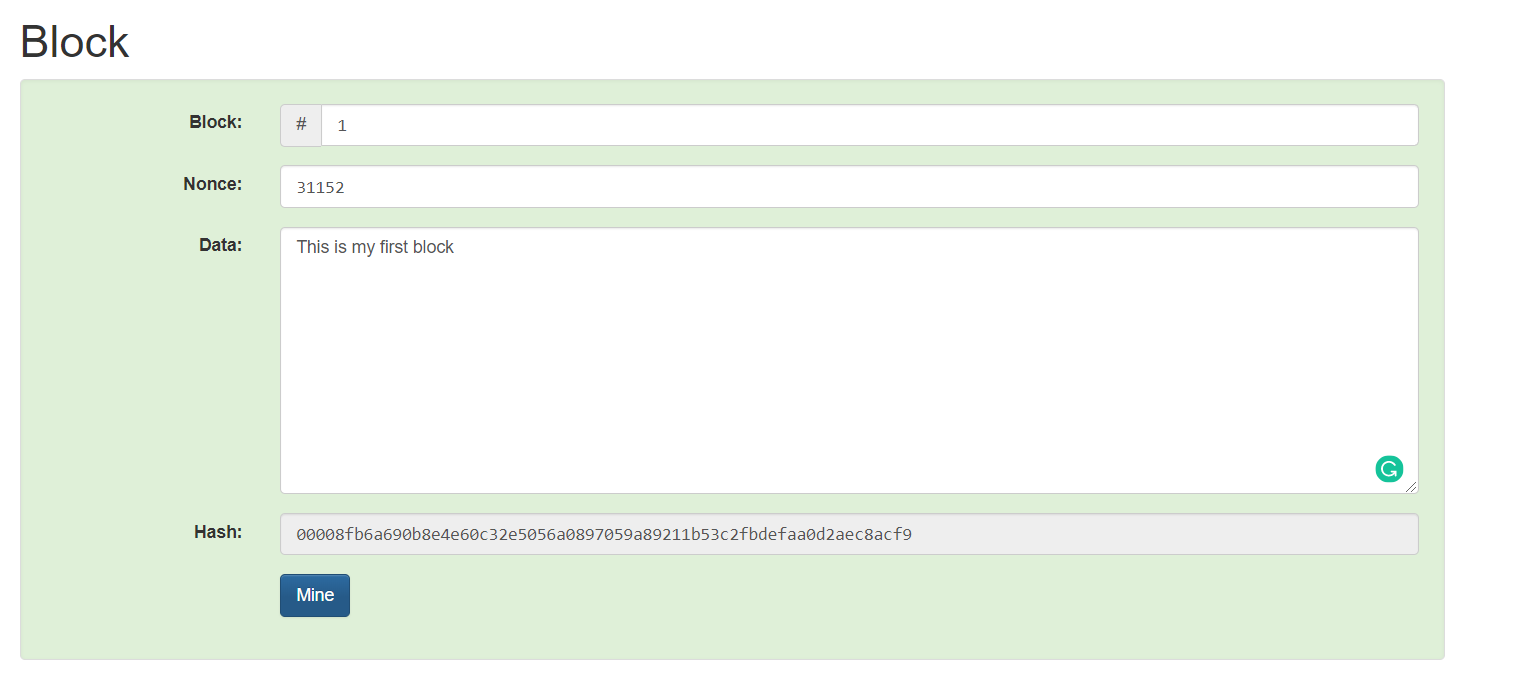 Block
Block: # 1
Nonce: 31152
Data: This is my first block
Hash: 00008fb6a690b8e4e60c32e5056a0897059a89211b53c2fbdefaa0d2aec8acf9
Mine